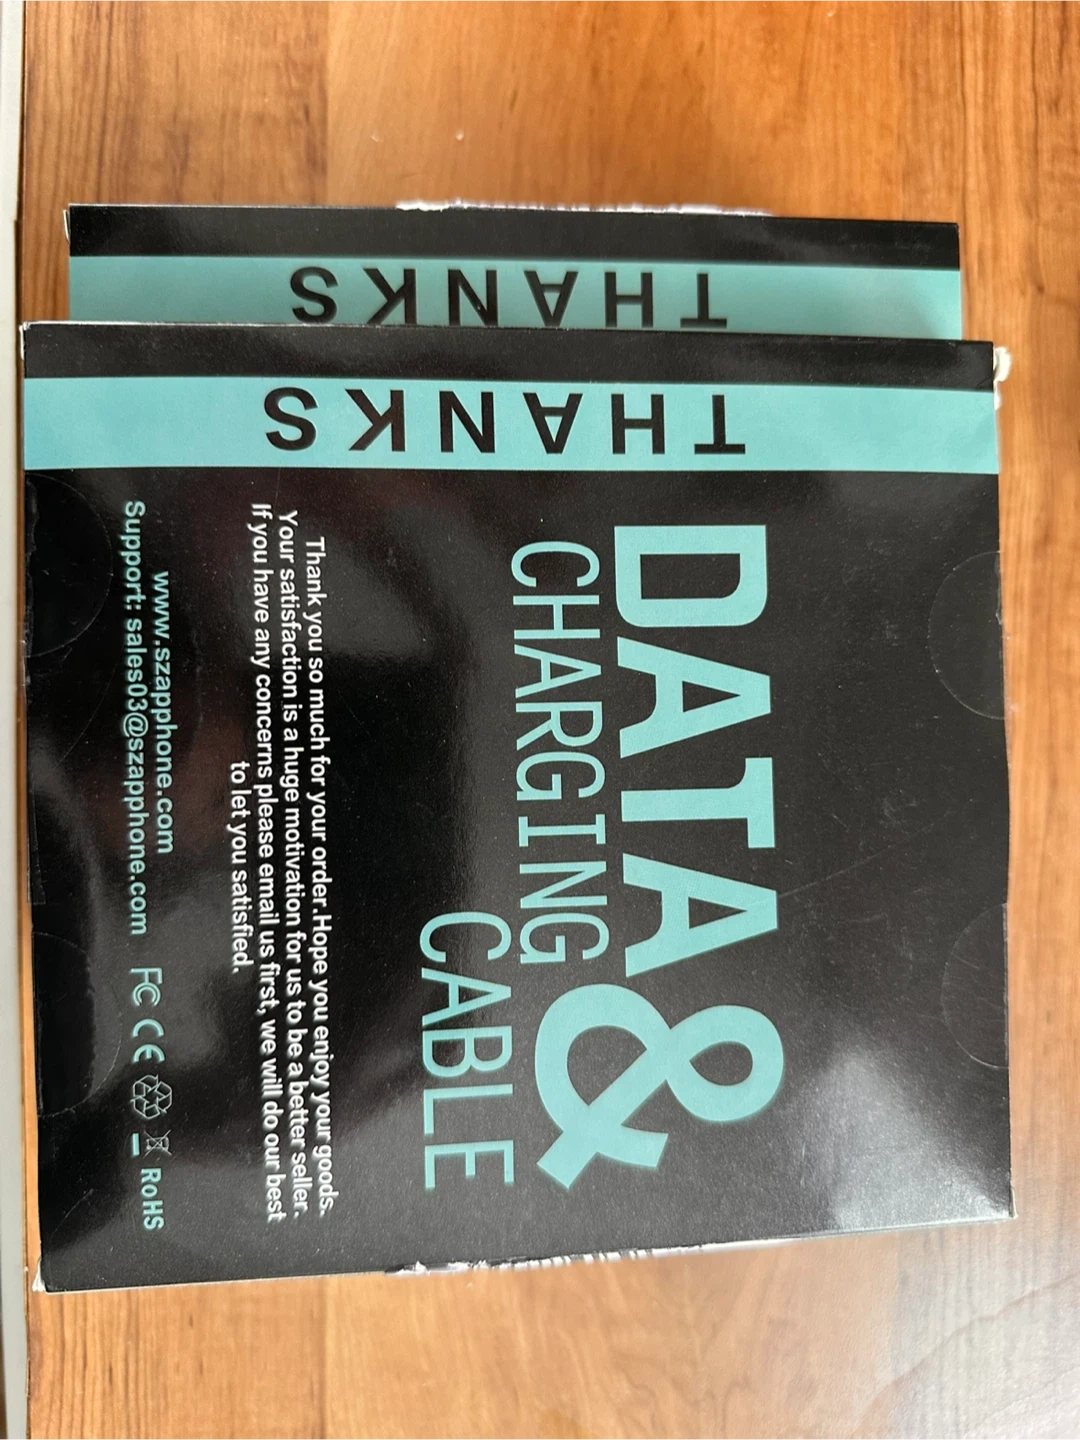 THANKS
THANKS
DATA&
CHARGING
CABLE
Thank you so much for your order.Hope you enjoy your goods.
Your satisfaction is a huge motivation for us to be a better seller.
If you have any concerns please email us first, we will do our best
to let you satisfied.
www.szapphone.com
Support: sales03@szapphone.com
FC CE RoHS